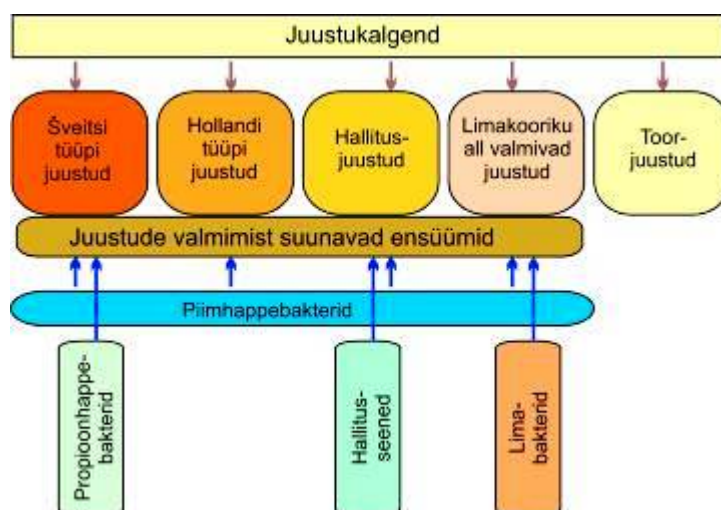 Juustukalgend
Šveitsi
tüüpi
juustud
Hollandi
tüüpi
juustud
Hallitus-
juustud
Limakooriku
all valmivad
juustud
Toor-
juustud
Juustude valmimist suunavad ensüümid
Piimhappebakterid
Propioonhappe-
bakterid
Hallitus-
seened
Lima-
bakterid